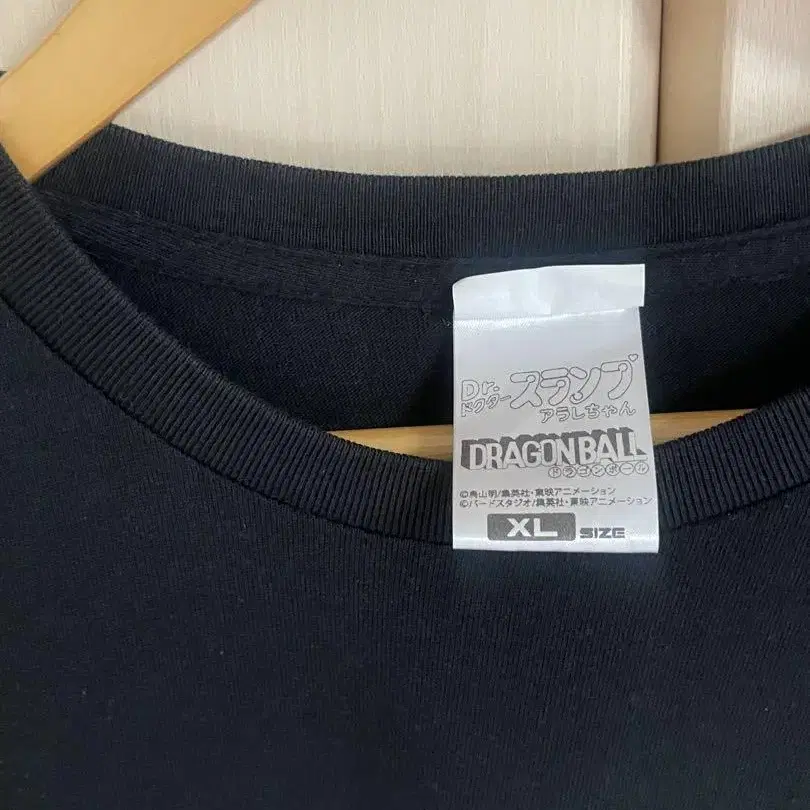 Dr. スランプ
ドクター
アラレちゃん
DRAGON BALL
ドラゴンボール
©鳥山明/集英社・東映アニメーション
©バードスタジオ/集英社・東映アニメーション
XL SIZE